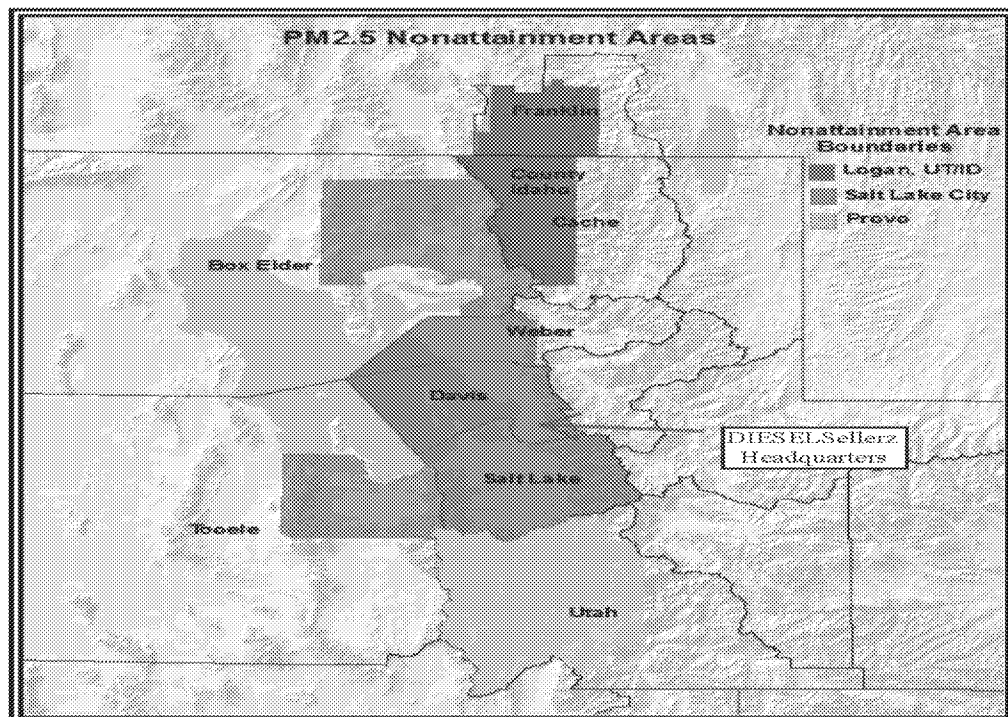 PM2.5 Nonattainment Areas
Franklin
County
Idaho
Cache
Nonattainment Area
Boundaries
Logan, UT/ID
Salt Lake City
Provo
Box Elder
Weber
Davis
DIESELSellerz
Headquarters
Salt Lake
Tooele
Utah